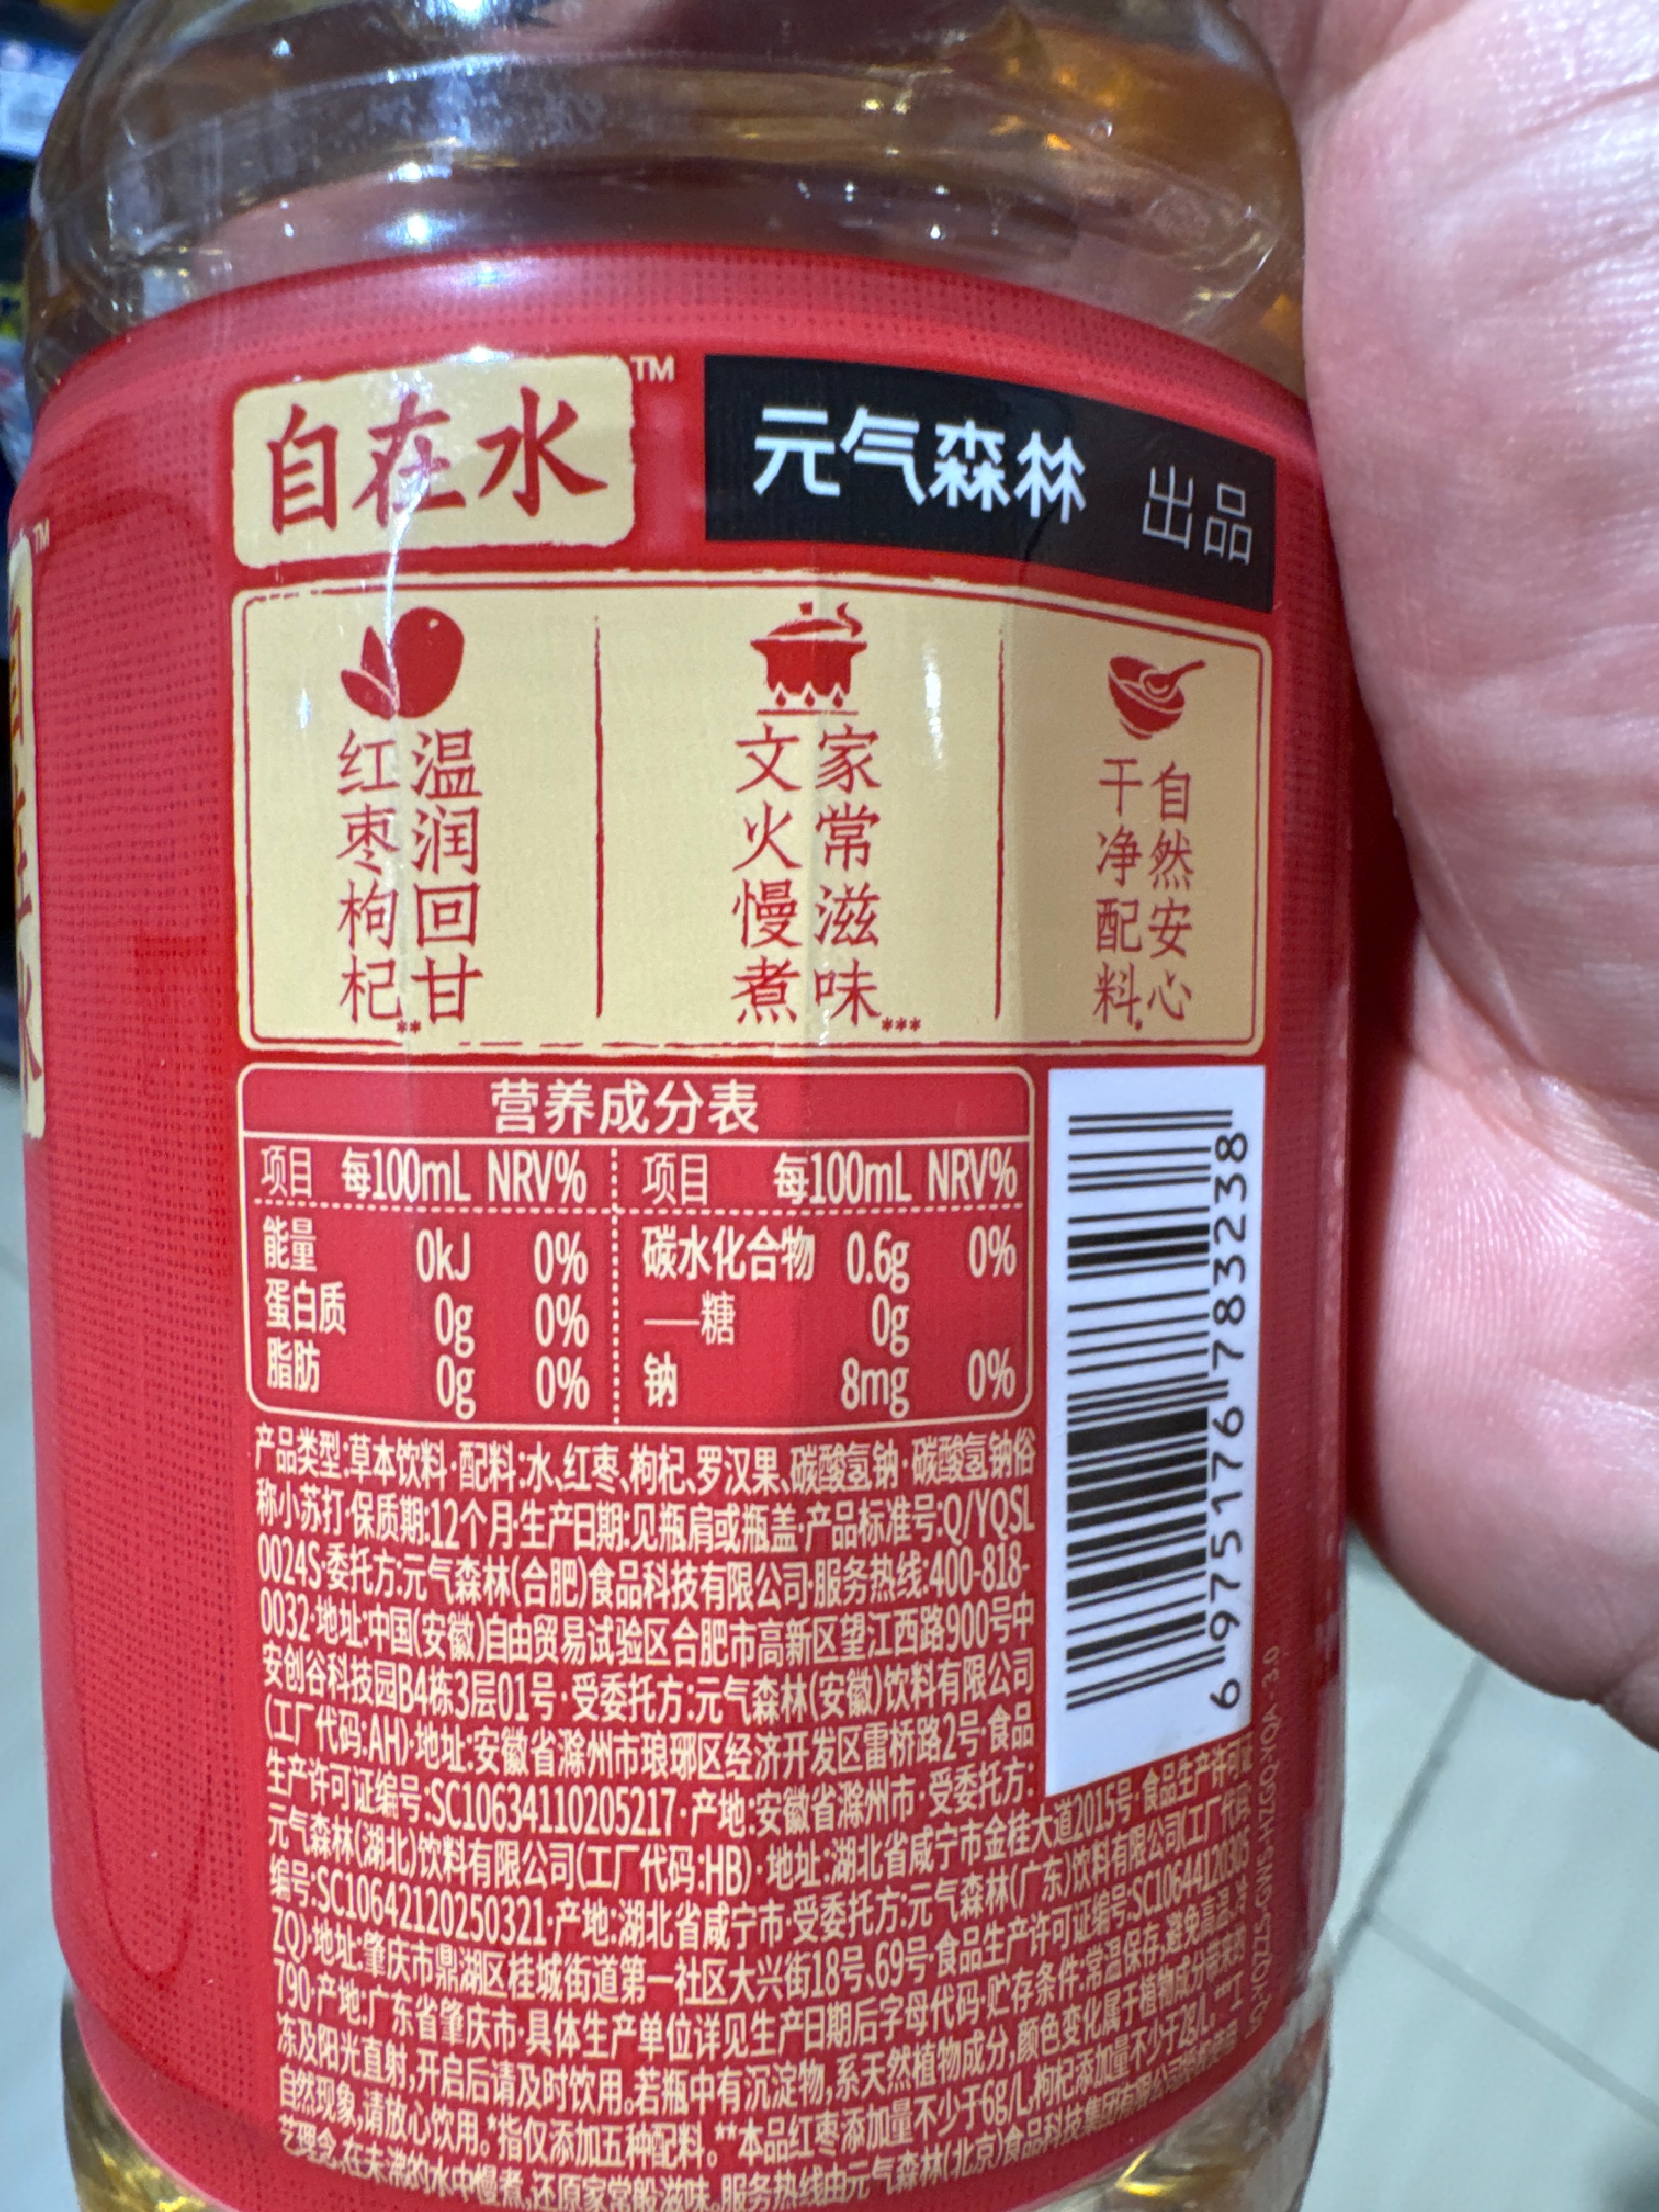 自在水 TM
元气森林 出品
红枣枸杞**
温润回甘
文火慢煮
家常滋味***
干净配料*
自然安心
营养成分表
项目 每100mL NRV% 项目 每100mL NRV%
能量 0kJ 0% 碳水化合物 0.6g 0%
蛋白质 0g 0% ——糖 0g
脂肪 0g 0% 钠 8mg 0%
6 975176 783238
产品类型:草本饮料·配料:水、红枣、枸杞、罗汉果、碳酸氢钠·碳酸氢钠俗
称小苏打·保质期:12个月·生产日期:见瓶肩或瓶盖·产品标准号:Q/YQSL
0024S·委托方:元气森林(合肥)食品科技有限公司·服务热线:400-818-
0032·地址:中国(安徽)自由贸易试验区合肥市高新区望江西路900号中
安创谷科技园B4栋3层01号·受委托方:元气森林(安徽)饮料有限公司
(工厂代码:AH)·地址:安徽省滁州市琅琊区经济开发区雷桥路2号·食品
生产许可证编号:SC10634110205217·产地:安徽省滁州市·受委托方:
元气森林(湖北)饮料有限公司(工厂代码:HB)·地址:湖北省咸宁市金桂大道2015号·食品生产许可证
编号:SC10642120250321·产地:湖北省咸宁市·受委托方:元气森林(广东)饮料有限公司(工厂代码:
ZQ)·地址:肇庆市鼎湖区桂城街道第一社区大兴街18号、69号·食品生产许可证编号:SC10644120305
790·产地:广东省肇庆市·具体生产单位详见生产日期后字母代码·贮存条件:常温保存,避免高温、冰
冻及阳光直射,开启后请及时饮用。若瓶中有沉淀物,系天然植物成分,颜色变化属于植物成分带来的
自然现象,请放心饮用。*指仅添加五种配料。**本品红枣添加量不少于6g/L,枸杞添加量不少于2g/L。
艺理念,在未沸的水中慢煮,还原家常般滋味。服务热线由元气森林(北京)食品科技集团有限公司